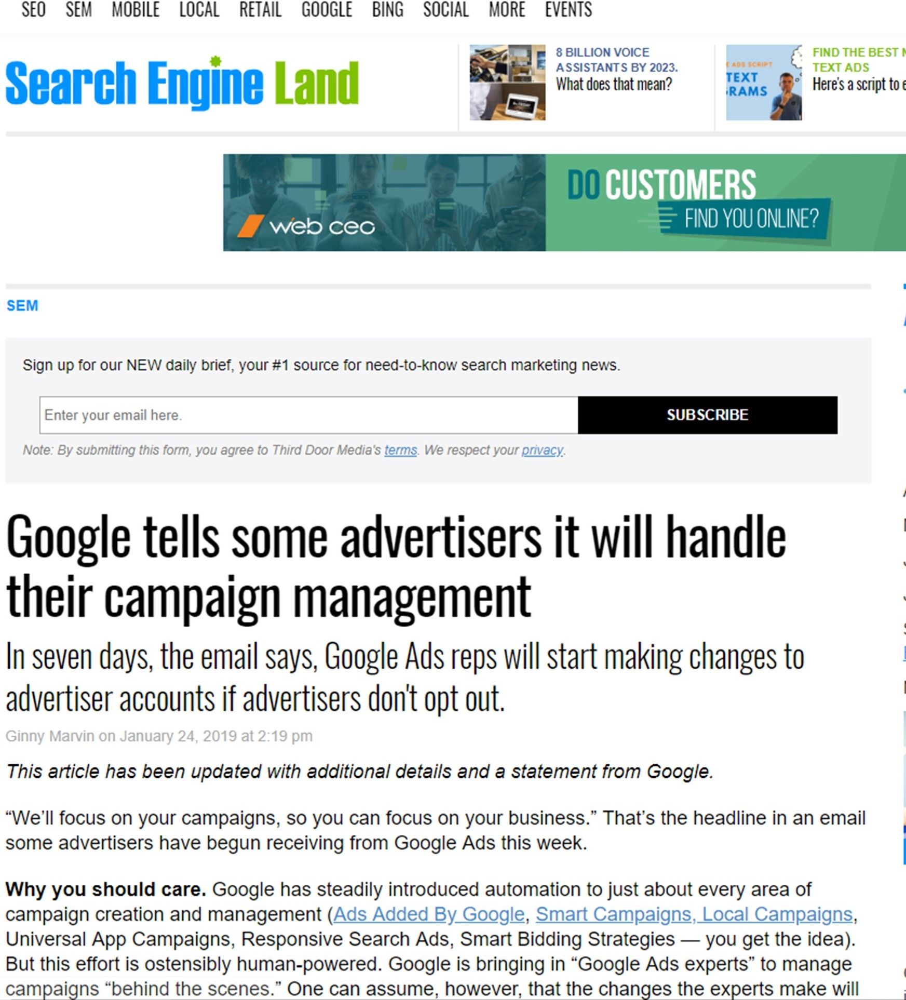 SEO SEM MOBILE LOCAL RETAIL GOOGLE BING SOCIAL MORE EVENTS
Search Engine Land
8 BILLION VOICE
ASSISTANTS BY 2023.
What does that mean?
E ADS SCRIPT
TEXT
GRAMS
FIND THE BEST
TEXT ADS
Here's a script to
web ceo
DO CUSTOMERS
FIND YOU ONLINE?
SEM
Sign up for our NEW daily brief, your #1 source for need-to-know search marketing news.
Enter your email here.
SUBSCRIBE
Note: By submitting this form, you agree to Third Door Media's terms. We respect your privacy.
Google tells some advertisers it will handle
their campaign management
In seven days, the email says, Google Ads reps will start making changes to
advertiser accounts if advertisers don't opt out.
Ginny Marvin on January 24, 2019 at 2:19 pm
This article has been updated with additional details and a statement from Google.
“We’ll focus on your campaigns, so you can focus on your business.” That’s the headline in an email
some advertisers have begun receiving from Google Ads this week.
Why you should care. Google has steadily introduced automation to just about every area of
campaign creation and management (Ads Added By Google, Smart Campaigns, Local Campaigns,
Universal App Campaigns, Responsive Search Ads, Smart Bidding Strategies — you get the idea).
But this effort is ostensibly human-powered. Google is bringing in “Google Ads experts” to manage
campaigns “behind the scenes.” One can assume, however, that the changes the experts make will